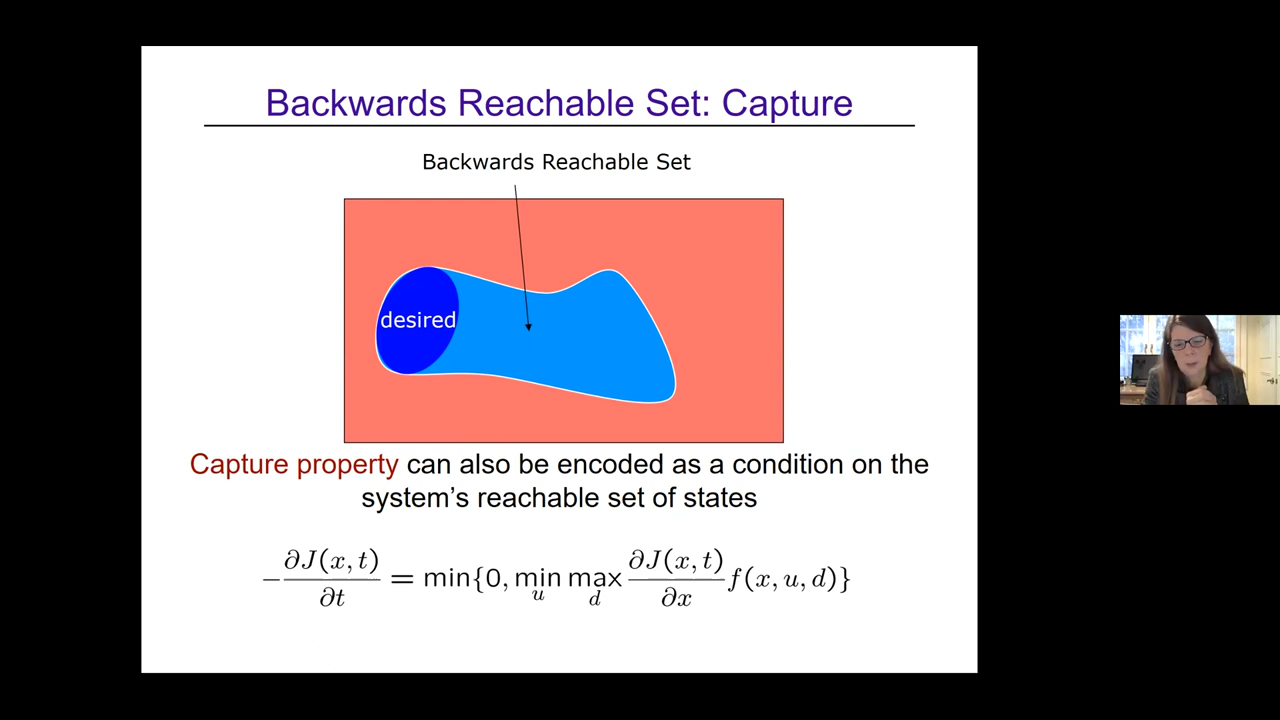 Backwards Reachable Set: Capture
Backwards Reachable Set
desired
Capture property can also be encoded as a condition on the
system’s reachable set of states
−∂J(x, t)/∂t = min{0, min_u max_d ∂J(x, t)/∂x f(x, u, d)}